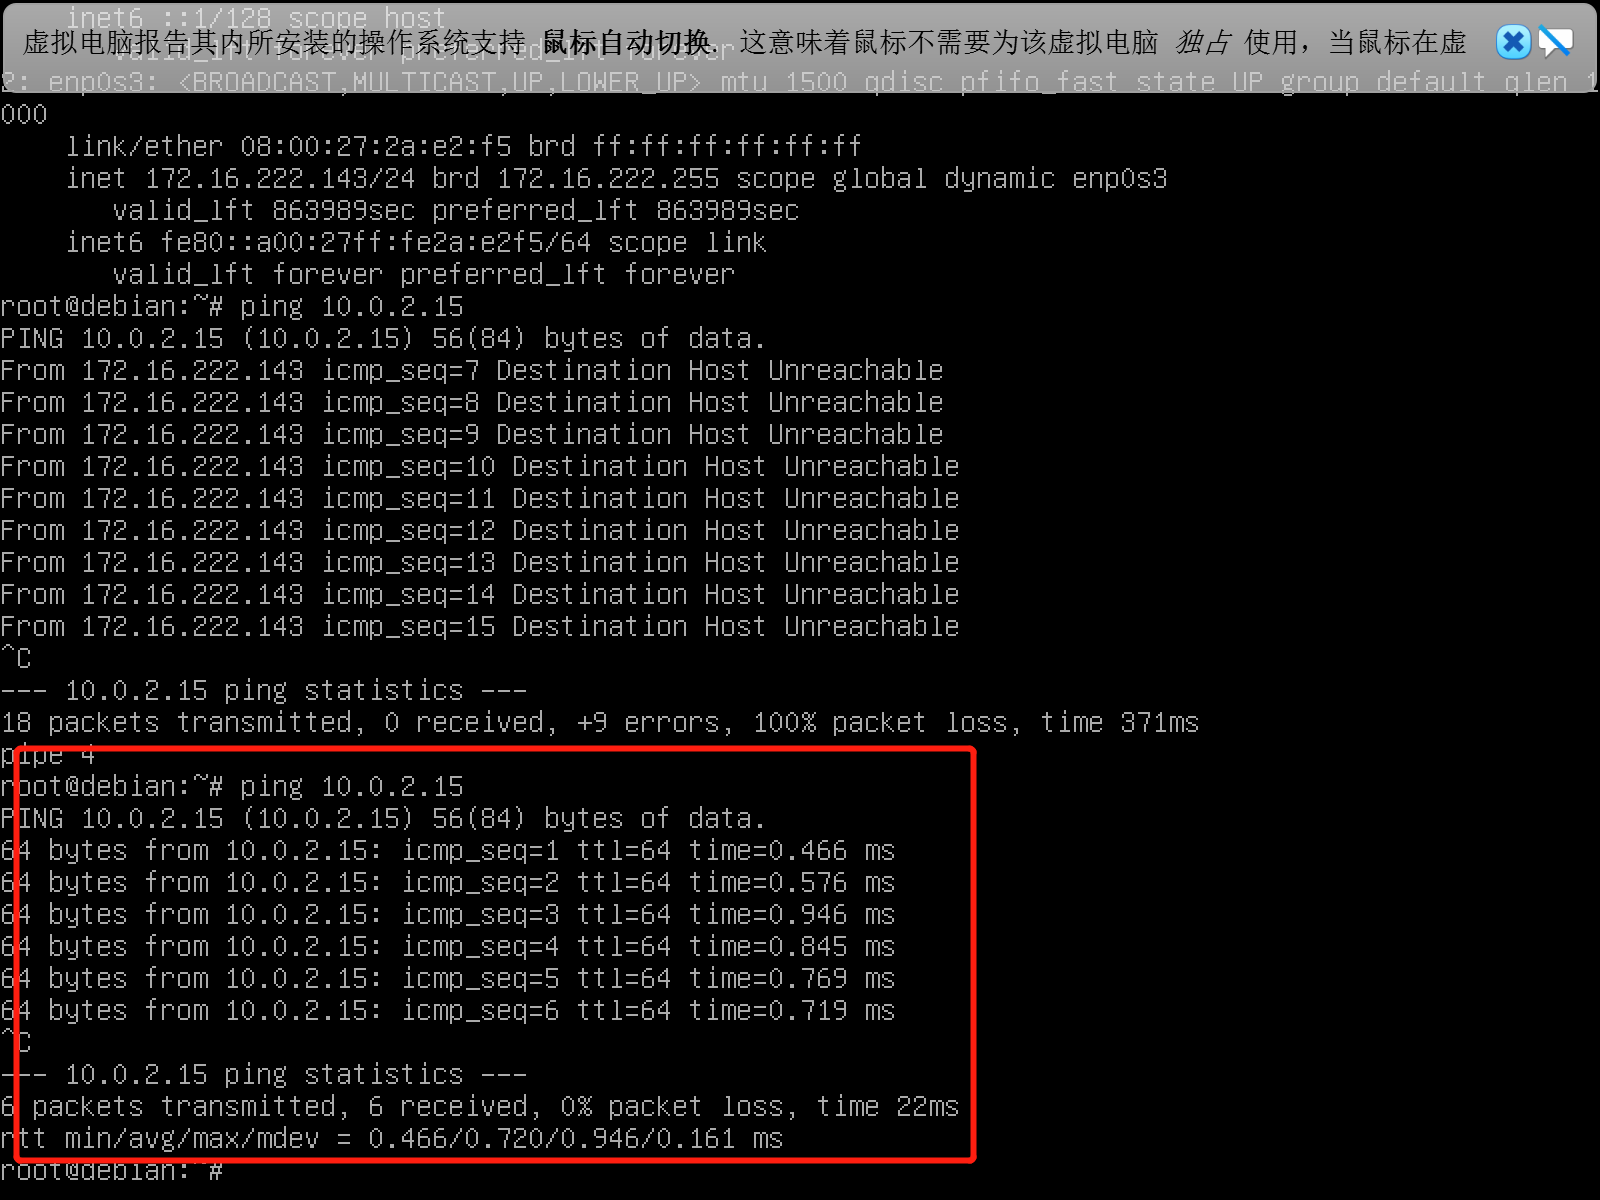 inet6 ::1/128 scope host
虚拟电脑报告其内所安装的操作系统支持 鼠标自动切换. 这意味着鼠标不需要为该虚拟电脑 独占 使用，当鼠标在虚
valid_lft forever preferred_lft forever
2: enp0s3: <BROADCAST,MULTICAST,UP,LOWER_UP> mtu 1500 qdisc pfifo_fast state UP group default qlen 1
000
link/ether 08:00:27:2a:e2:f5 brd ff:ff:ff:ff:ff:ff
inet 172.16.222.143/24 brd 172.16.222.255 scope global dynamic enp0s3
valid_lft 863989sec preferred_lft 863989sec
inet6 fe80::a00:27ff:fe2a:e2f5/64 scope link
valid_lft forever preferred_lft forever
root@debian:~# ping 10.0.2.15
PING 10.0.2.15 (10.0.2.15) 56(84) bytes of data.
From 172.16.222.143 icmp_seq=7 Destination Host Unreachable
From 172.16.222.143 icmp_seq=8 Destination Host Unreachable
From 172.16.222.143 icmp_seq=9 Destination Host Unreachable
From 172.16.222.143 icmp_seq=10 Destination Host Unreachable
From 172.16.222.143 icmp_seq=11 Destination Host Unreachable
From 172.16.222.143 icmp_seq=12 Destination Host Unreachable
From 172.16.222.143 icmp_seq=13 Destination Host Unreachable
From 172.16.222.143 icmp_seq=14 Destination Host Unreachable
From 172.16.222.143 icmp_seq=15 Destination Host Unreachable
^C
--- 10.0.2.15 ping statistics ---
18 packets transmitted, 0 received, +9 errors, 100% packet loss, time 371ms
pipe 4
root@debian:~# ping 10.0.2.15
PING 10.0.2.15 (10.0.2.15) 56(84) bytes of data.
64 bytes from 10.0.2.15: icmp_seq=1 ttl=64 time=0.466 ms
64 bytes from 10.0.2.15: icmp_seq=2 ttl=64 time=0.576 ms
64 bytes from 10.0.2.15: icmp_seq=3 ttl=64 time=0.946 ms
64 bytes from 10.0.2.15: icmp_seq=4 ttl=64 time=0.845 ms
64 bytes from 10.0.2.15: icmp_seq=5 ttl=64 time=0.769 ms
64 bytes from 10.0.2.15: icmp_seq=6 ttl=64 time=0.719 ms
^C
--- 10.0.2.15 ping statistics ---
6 packets transmitted, 6 received, 0% packet loss, time 22ms
rtt min/avg/max/mdev = 0.466/0.720/0.946/0.161 ms
root@debian:~#